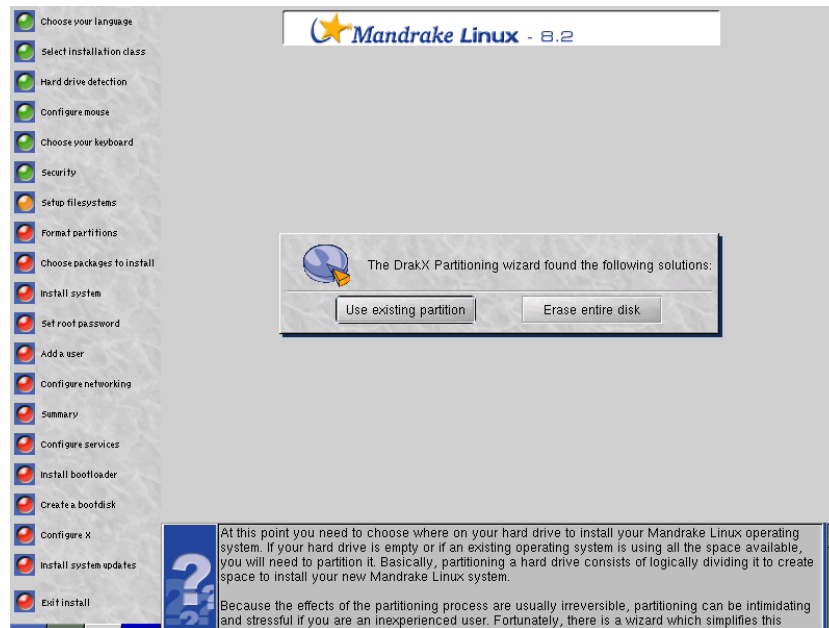 Choose your language
Select installation class
Hard drive detection
Configure mouse
Choose your keyboard
Security
Setup filesystems
Format partitions
Choose packages to install
Install system
Set root password
Add a user
Configure networking
Summary
Configure services
Install bootloader
Create a bootdisk
Configure X
Install system updates
Exit install
Mandrake Linux - 8.2
The DrakX Partitioning wizard found the following solutions:
Use existing partition
Erase entire disk
At this point you need to choose where on your hard drive to install your Mandrake Linux operating
system. If your hard drive is empty or if an existing operating system is using all the space available,
you will need to partition it. Basically, partitioning a hard drive consists of logically dividing it to create
space to install your new Mandrake Linux system.
Because the effects of the partitioning process are usually irreversible, partitioning can be intimidating
and stressful if you are an inexperienced user. Fortunately, there is a wizard which simplifies this